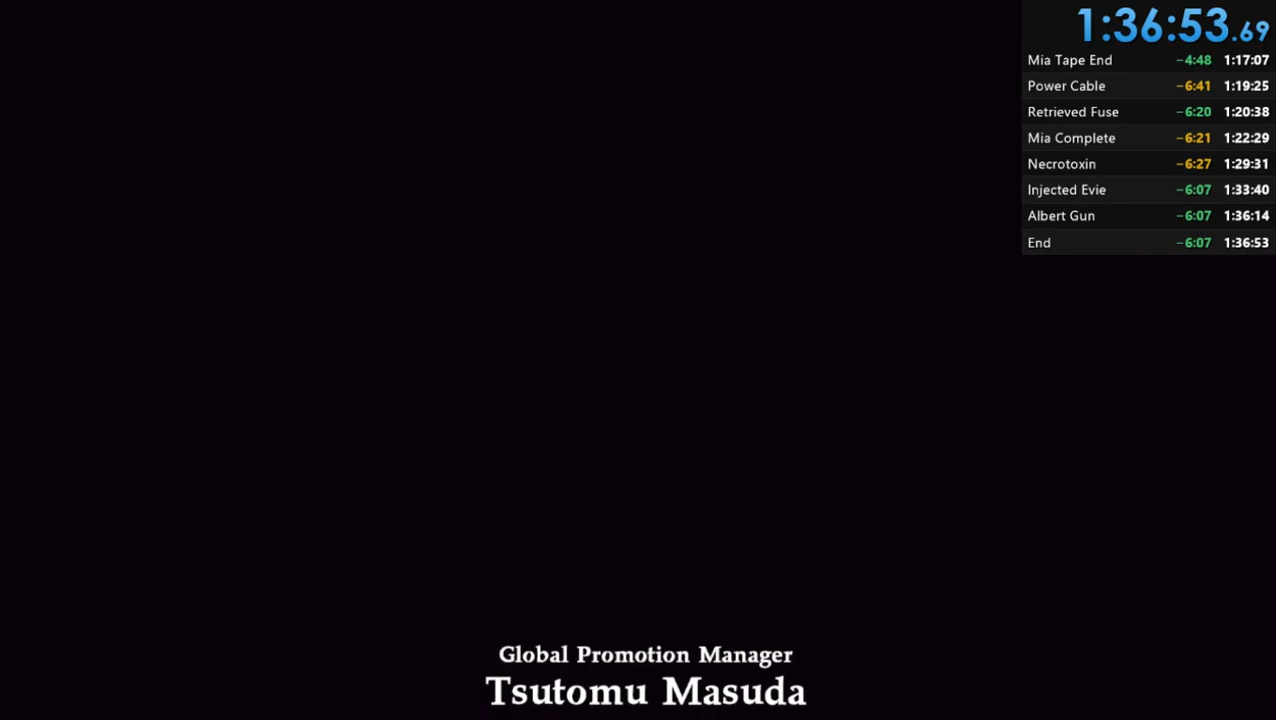 1:36:53.69
Mia Tape End -4:48 1:17:07
Power Cable -6:41 1:19:25
Retrieved Fuse -6:20 1:20:38
Mia Complete -6:21 1:22:29
Necrotoxin -6:27 1:29:31
Injected Evie -6:07 1:33:40
Albert Gun -6:07 1:36:14
End -6:07 1:36:53
Global Promotion Manager
Tsutomu Masuda